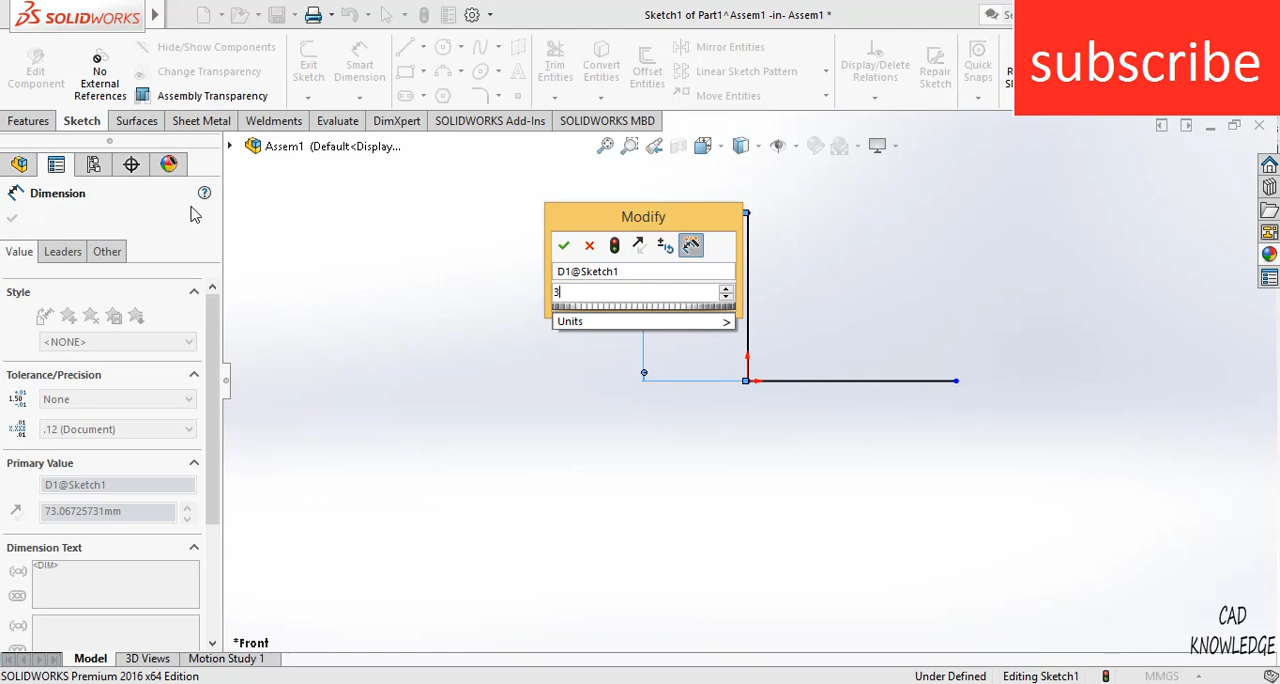 SOLIDWORKS
Sketch1 of Part1^Assem1 -in- Assem1 *
subscribe
Edit Component
No External References
Hide/Show Components
Change Transparency
Assembly Transparency
Exit Sketch
Smart Dimension
Trim Entities
Convert Entities
Offset Entities
Mirror Entities
Linear Sketch Pattern
Move Entities
Display/Delete Relations
Repair Sketch
Quick Snaps
Features
Sketch
Surfaces
Sheet Metal
Weldments
Evaluate
DimXpert
SOLIDWORKS Add-Ins
SOLIDWORKS MBD
Assem1 (Default<Display...
Dimension
Value
Leaders
Other
Style
<NONE>
Tolerance/Precision
None
.12 (Document)
Primary Value
D1@Sketch1
73.06725731mm
Dimension Text
<DIM>
Modify
D1@Sketch1
3
Units
*Front
CAD
KNOWLEDGE
Model
3D Views
Motion Study 1
SOLIDWORKS Premium 2016 x64 Edition
Under Defined
Editing Sketch1
MMGS